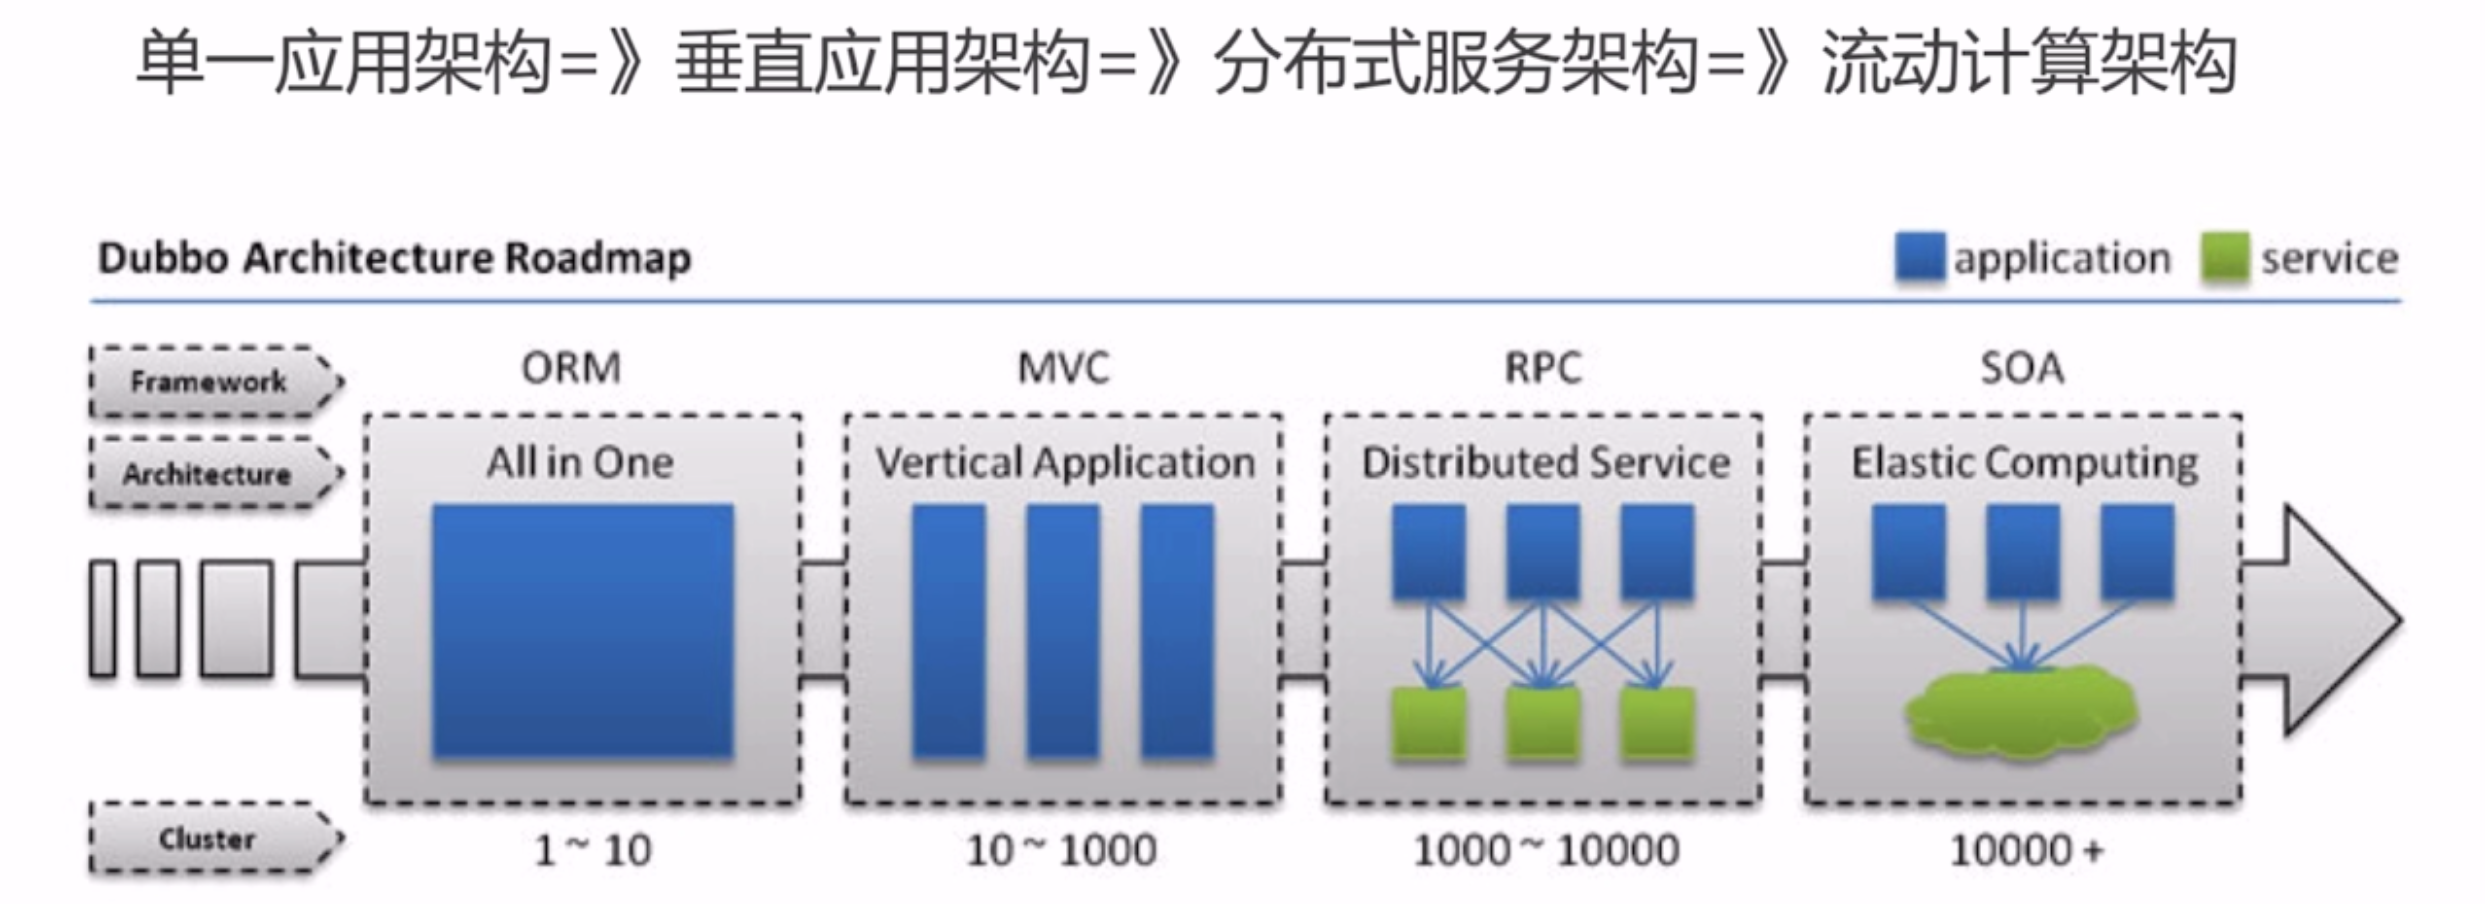 单一应用架构=》垂直应用架构=》分布式服务架构=》流动计算架构
Dubbo Architecture Roadmap
application
service
Framework
ORM
MVC
RPC
SOA
Architecture
All in One
Vertical Application
Distributed Service
Elastic Computing
Cluster
1 ~ 10
10 ~ 1000
1000 ~ 10000
10000 +